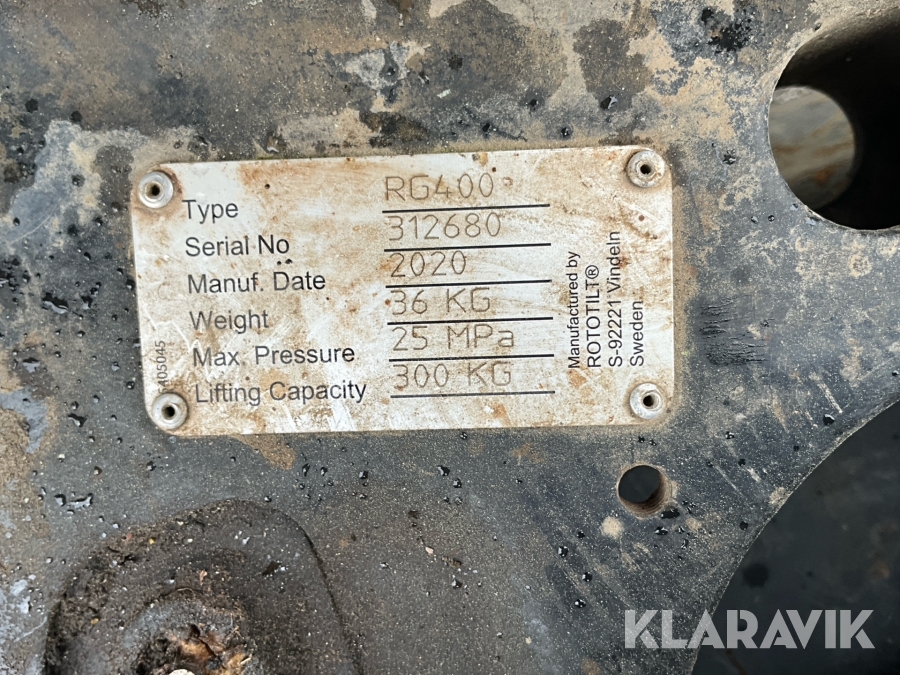 Type RG400
Serial No 312680
Manuf. Date 2020
Weight 36 KG
Max. Pressure 25 MPa
Lifting Capacity 300 KG
Manufactured by
ROTOTILT®
S-92221 Vindeln
Sweden
405045
KLARAVIK